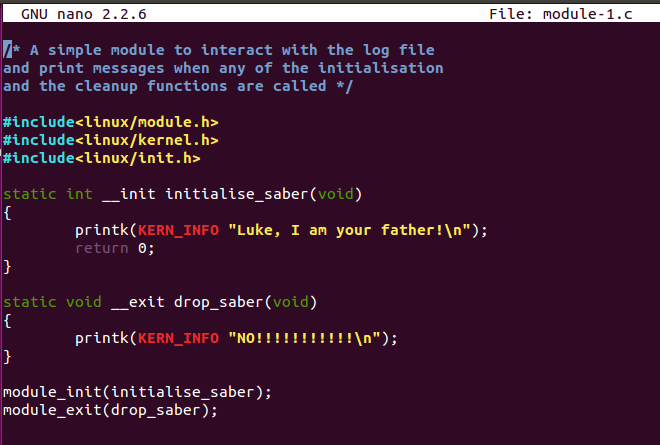 GNU nano 2.2.6 File: module-1.c
/* A simple module to interact with the log file
and print messages when any of the initialisation
and the cleanup functions are called */
#include<linux/module.h>
#include<linux/kernel.h>
#include<linux/init.h>
static int __init initialise_saber(void)
{
printk(KERN_INFO "Luke, I am your father!\n");
return 0;
}
static void __exit drop_saber(void)
{
printk(KERN_INFO "NO!!!!!!!!!!!\n");
}
module_init(initialise_saber);
module_exit(drop_saber);